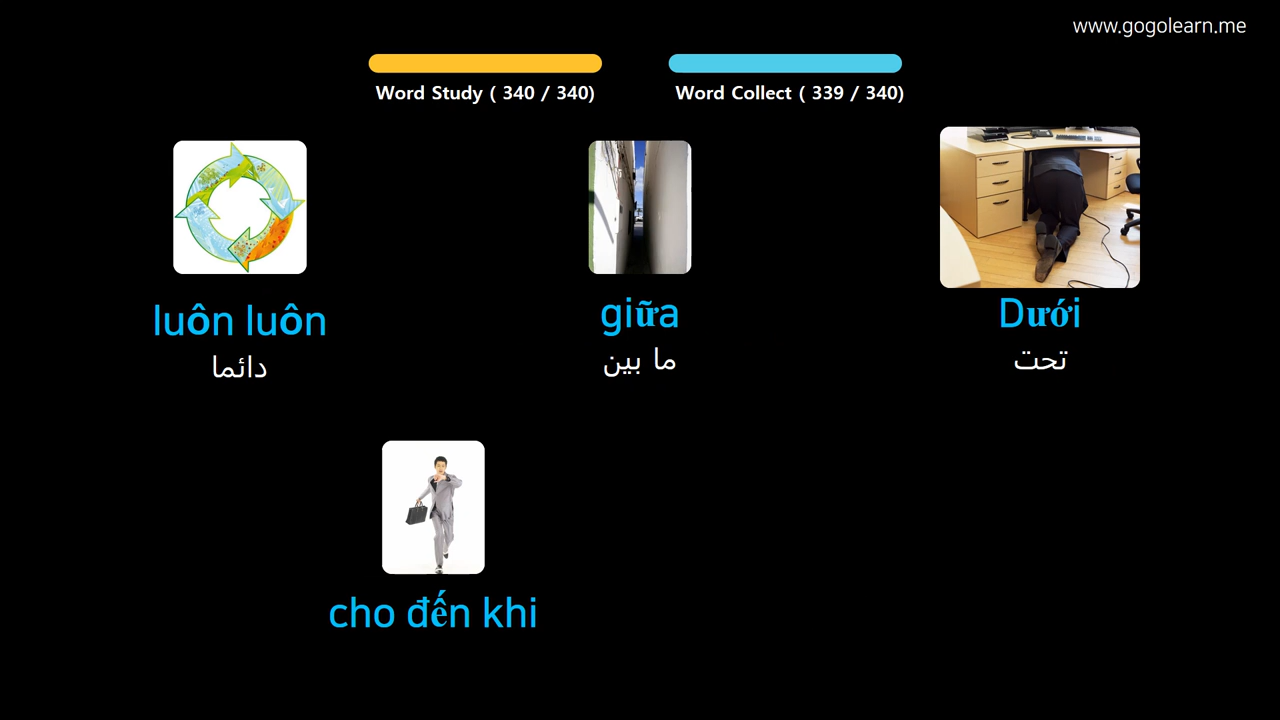 www.gogolearn.me
Word Study ( 340 / 340)
Word Collect ( 339 / 340)
luôn luôn
دائما
giữa
ما بين
Dưới
تحت
cho đến khi